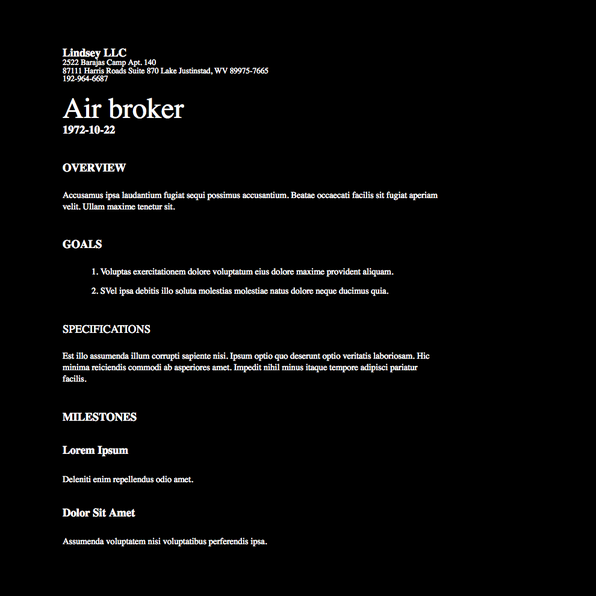 Lindsey LLC
2522 Barajas Camp Apt. 140
87111 Harris Roads Suite 870 Lake Justinstad, WV 89975-7665
192-964-6687
Air broker
1972-10-22
OVERVIEW
Accusamus ipsa laudantium fugiat sequi possimus accusantium. Beatae occaecati facilis sit fugiat aperiam
velit. Ullam maxime tenetur sit.
GOALS
1. Voluptas exercitationem dolore voluptatum eius dolore maxime provident aliquam.
2. SVel ipsa debitis illo soluta molestias molestiae natus dolore neque ducimus quia.
SPECIFICATIONS
Est illo assumenda illum corrupti sapiente nisi. Ipsum optio quo deserunt optio veritatis laboriosam. Hic
minima reiciendis commodi ab asperiores amet. Impedit nihil minus itaque tempore adipisci pariatur
facilis.
MILESTONES
Lorem Ipsum
Deleniti enim repellendus odio amet.
Dolor Sit Amet
Assumenda voluptatem nisi voluptatibus perferendis ipsa.